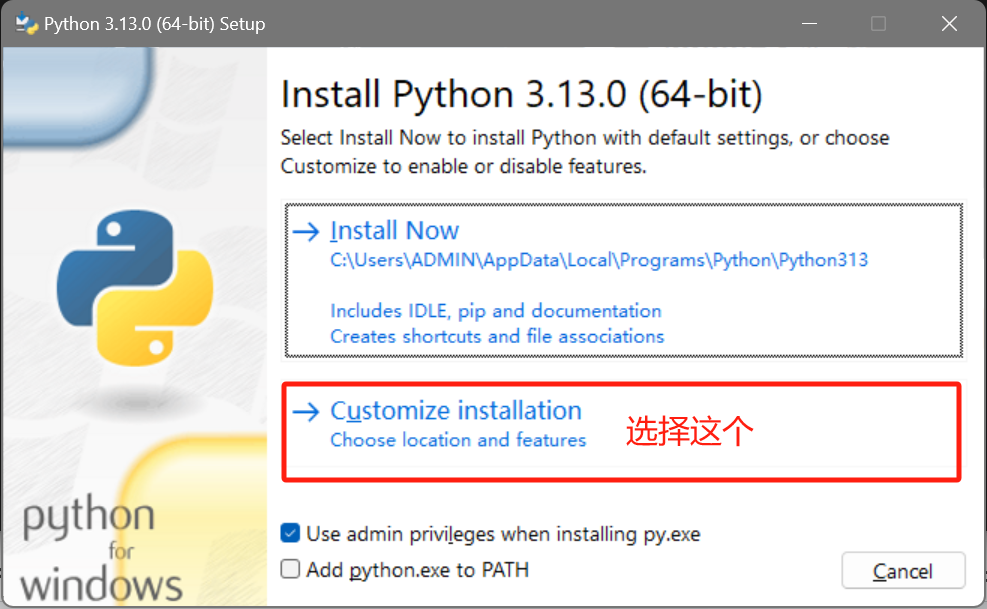 Python 3.13.0 (64-bit) Setup
Install Python 3.13.0 (64-bit)
Select Install Now to install Python with default settings, or choose
Customize to enable or disable features.
Install Now
C:\Users\ADMIN\AppData\Local\Programs\Python\Python313
Includes IDLE, pip and documentation
Creates shortcuts and file associations
Customize installation
Choose location and features
选择这个
Use admin privileges when installing py.exe
Add python.exe to PATH
Cancel
python
for
windows